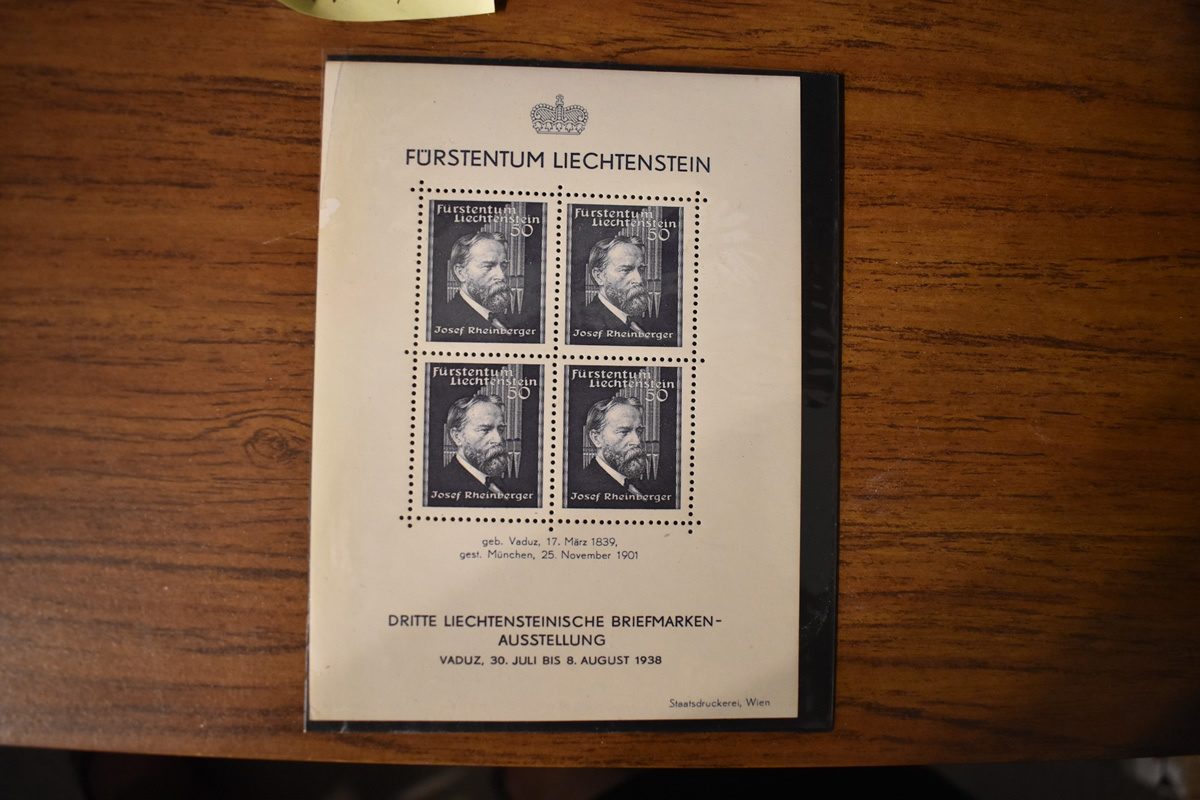 FÜRSTENTUM LIECHTENSTEIN
Fürstentum
Liechtenstein
50
Josef Rheinberger
Fürstentum
Liechtenstein
50
Josef Rheinberger
Fürstentum
Liechtenstein
50
Josef Rheinberger
Fürstentum
Liechtenstein
50
Josef Rheinberger
geb. Vaduz, 17. März 1839,
gest. München, 25. November 1901
DRITTE LIECHTENSTEINISCHE BRIEFMARKEN-
AUSSTELLUNG
VADUZ, 30. JULI BIS 8. AUGUST 1938
Staatsdruckerei, Wien